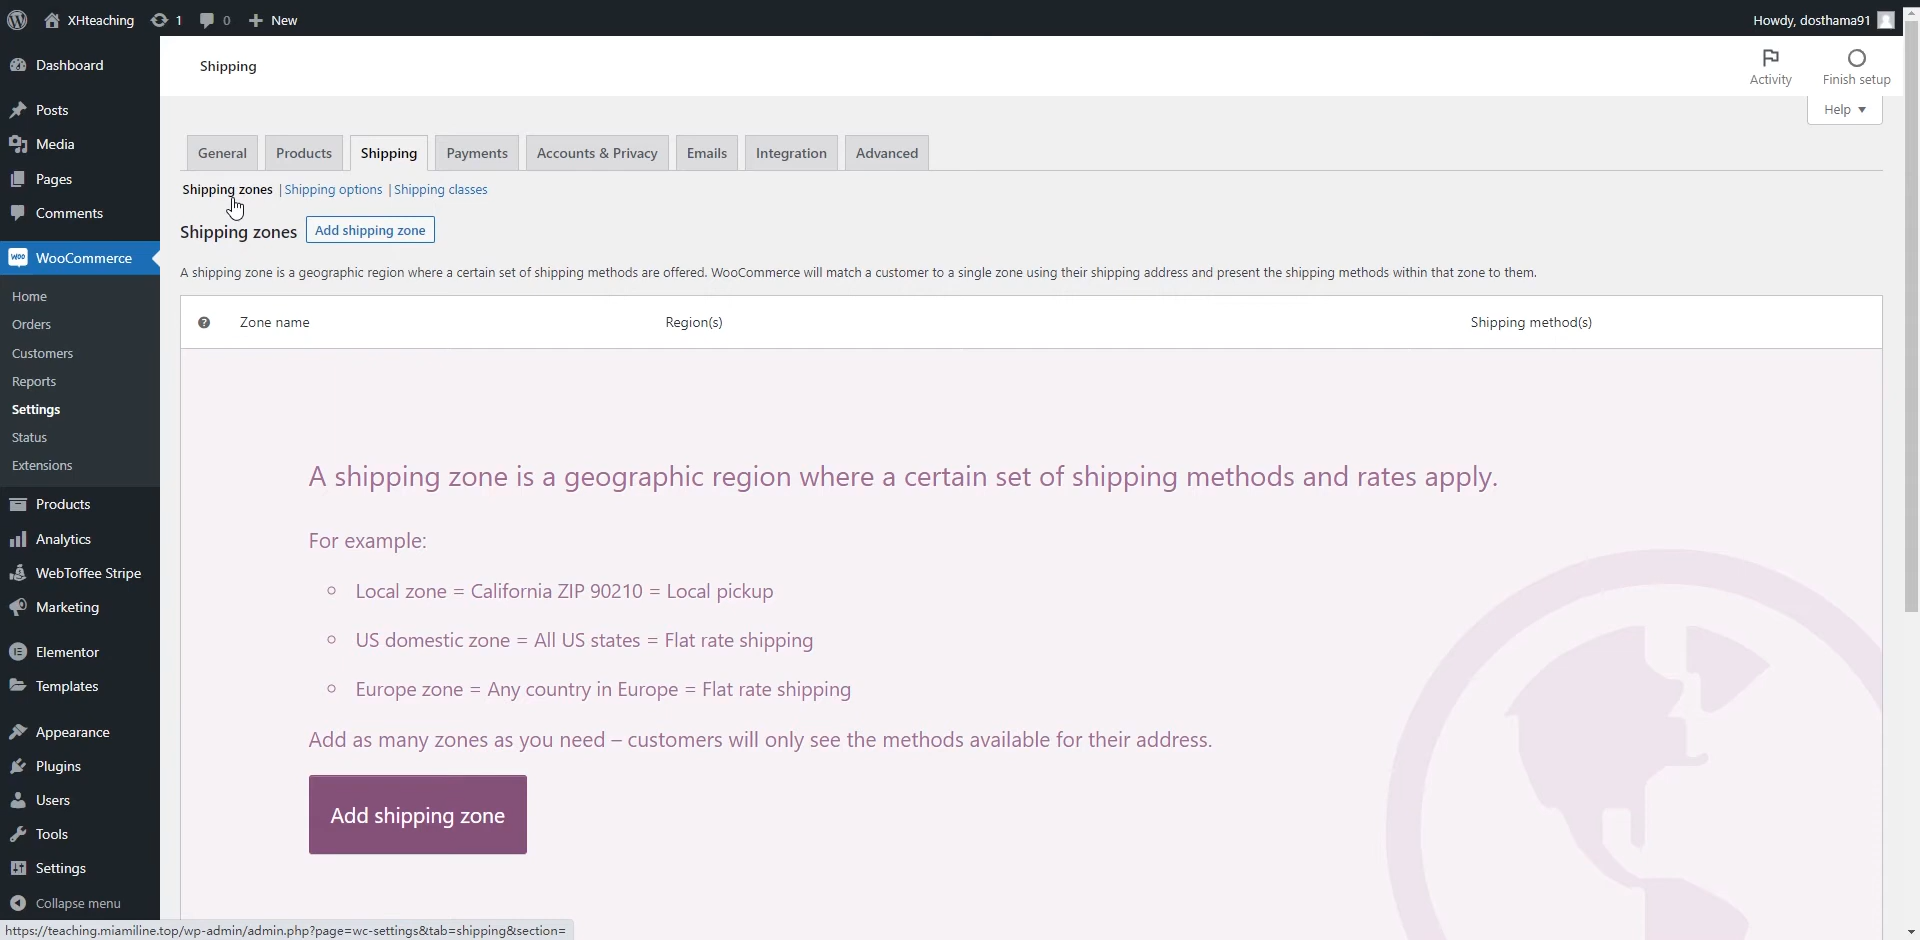 XHteaching 1 0 New
Howdy, dosthama91
Dashboard
Posts
Media
Pages
Comments
WooCommerce
Home
Orders
Customers
Reports
Settings
Status
Extensions
Products
Analytics
WebToffee Stripe
Marketing
Elementor
Templates
Appearance
Plugins
Users
Tools
Settings
Collapse menu
Shipping
Activity
Finish setup
Help
General Products Shipping Payments Accounts & Privacy Emails Integration Advanced
Shipping zones | Shipping options | Shipping classes
Shipping zones Add shipping zone
A shipping zone is a geographic region where a certain set of shipping methods are offered. WooCommerce will match a customer to a single zone using their shipping address and present the shipping methods within that zone to them.
Zone name Region(s) Shipping method(s)
A shipping zone is a geographic region where a certain set of shipping methods and rates apply.
For example:
Local zone = California ZIP 90210 = Local pickup
US domestic zone = All US states = Flat rate shipping
Europe zone = Any country in Europe = Flat rate shipping
Add as many zones as you need – customers will only see the methods available for their address.
Add shipping zone
https://teaching.miamiline.top/wp-admin/admin.php?page=wc-settings&tab=shipping&section=